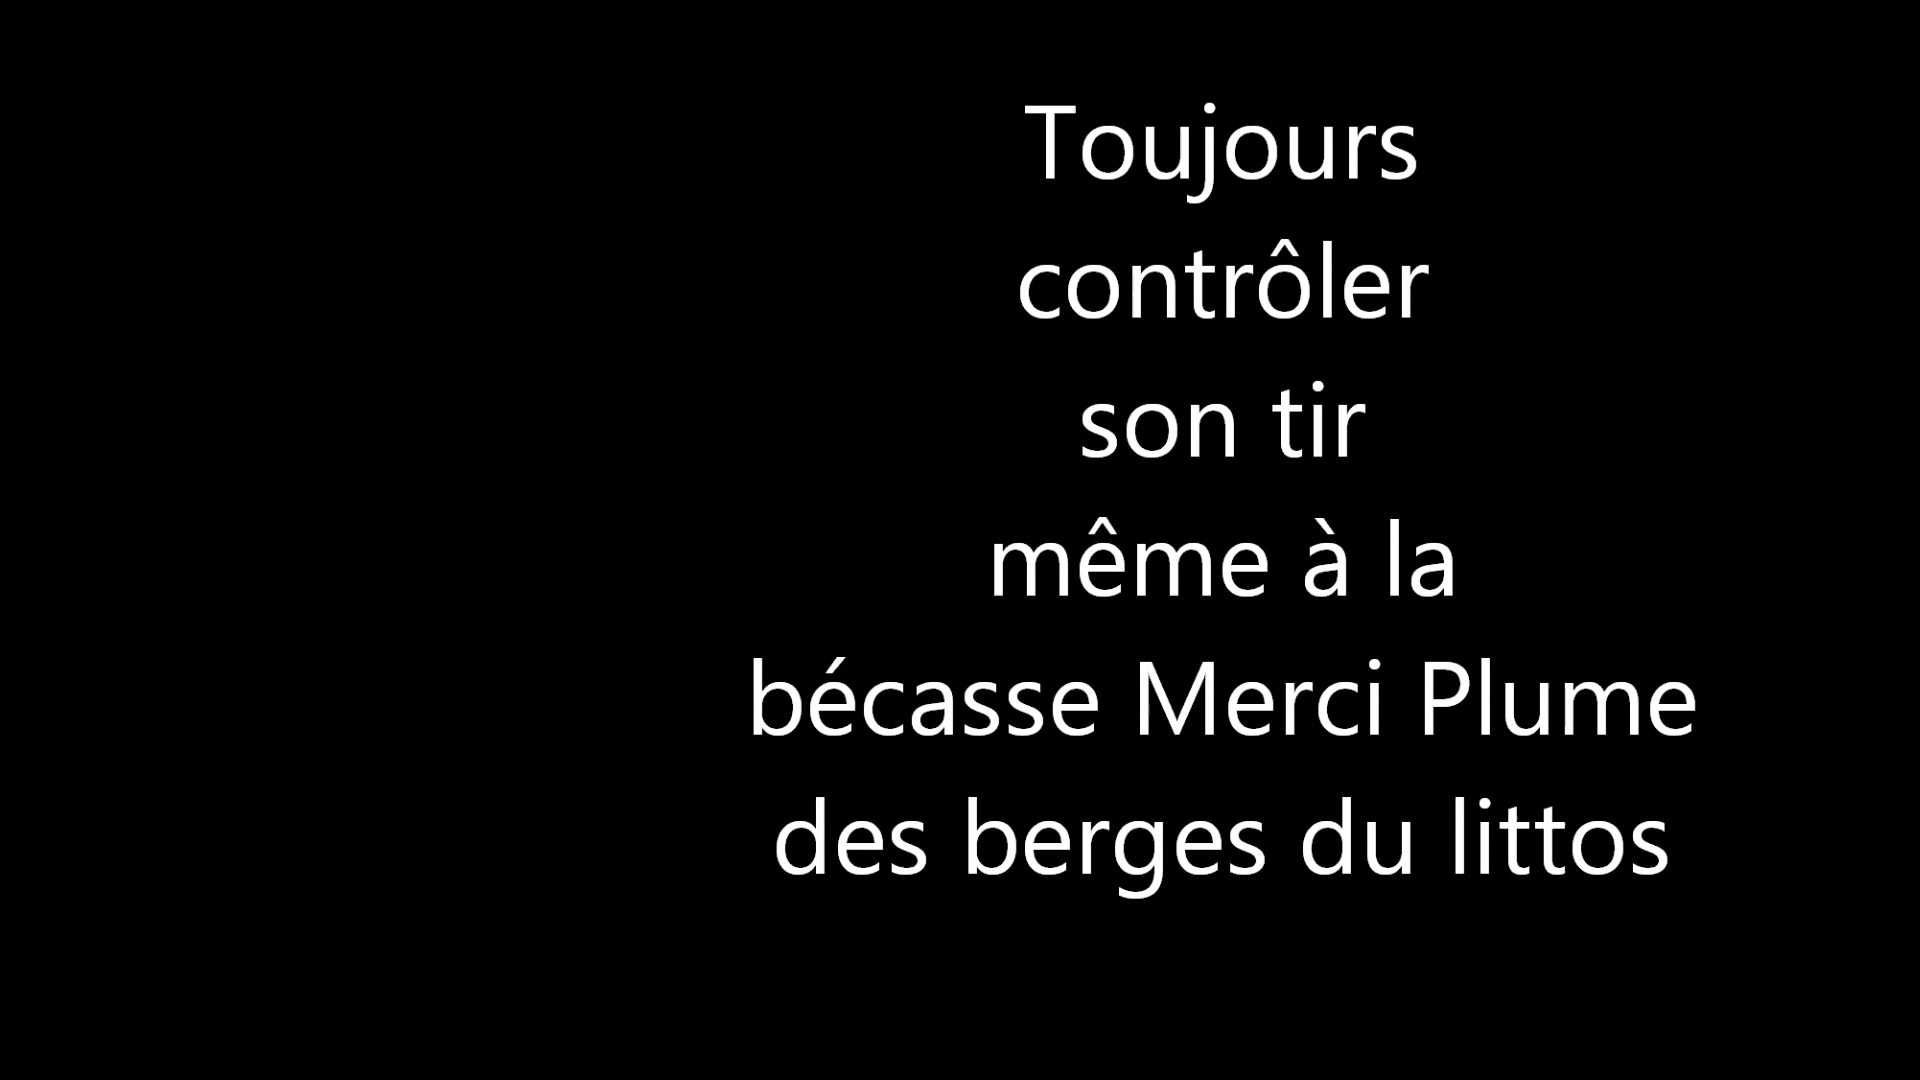 Toujours
contrôler
son tir
même à la
bécasse Merci Plume
des berges du littos